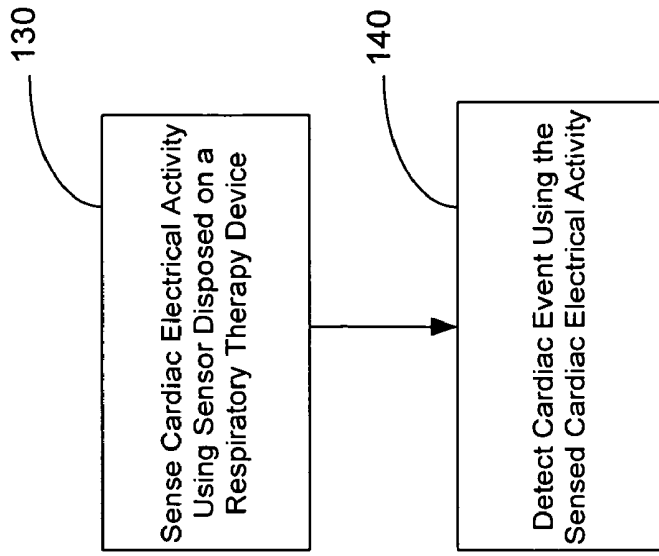 130
Sense Cardiac Electrical Activity
Using Sensor Disposed on a
Respiratory Therapy Device
140
Detect Cardiac Event Using the
Sensed Cardiac Electrical Activity